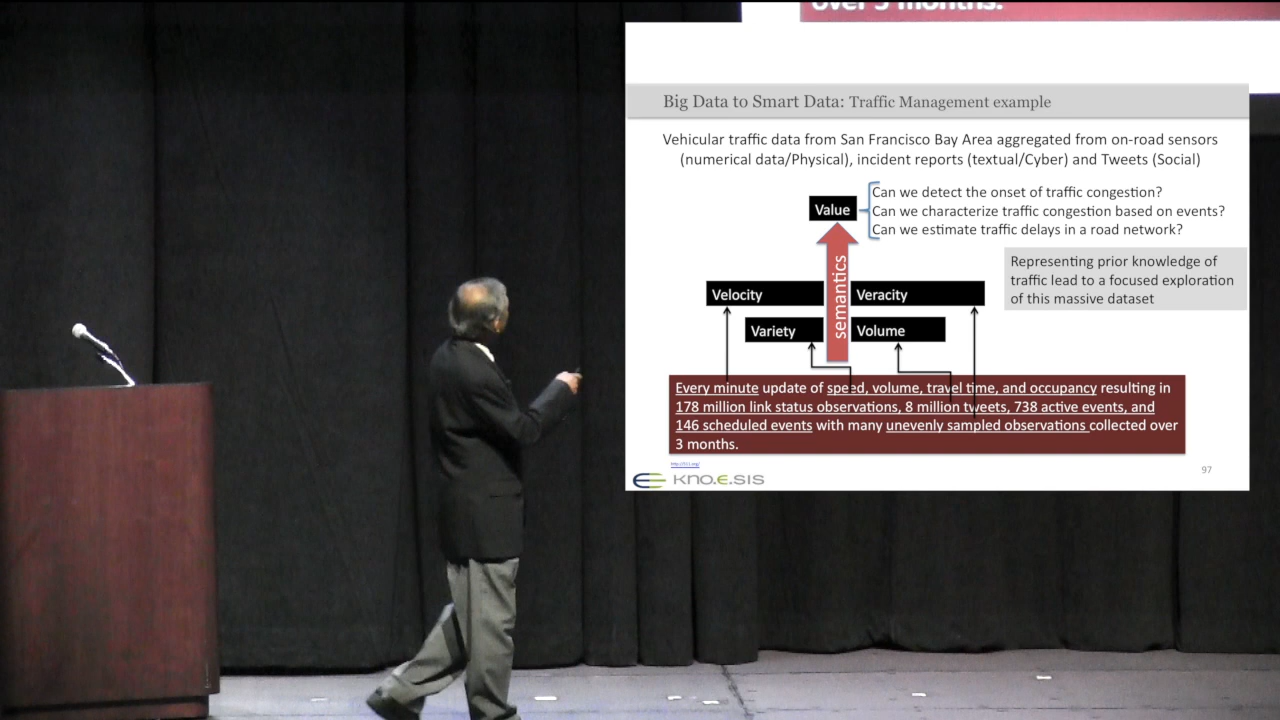 over 3 months.
Big Data to Smart Data: Traffic Management example
Vehicular traffic data from San Francisco Bay Area aggregated from on-road sensors
(numerical data/Physical), incident reports (textual/Cyber) and Tweets (Social)
Can we detect the onset of traffic congestion?
Value
Can we characterize traffic congestion based on events?
Can we estimate traffic delays in a road network?
semantics
Representing prior knowledge of
traffic lead to a focused exploration
of this massive dataset
Velocity
Veracity
Variety
Volume
Every minute update of speed, volume, travel time, and occupancy resulting in
178 million link status observations, 8 million tweets, 738 active events, and
146 scheduled events with many unevenly sampled observations collected over
3 months.
http://511.org/
kno.e.sis
97